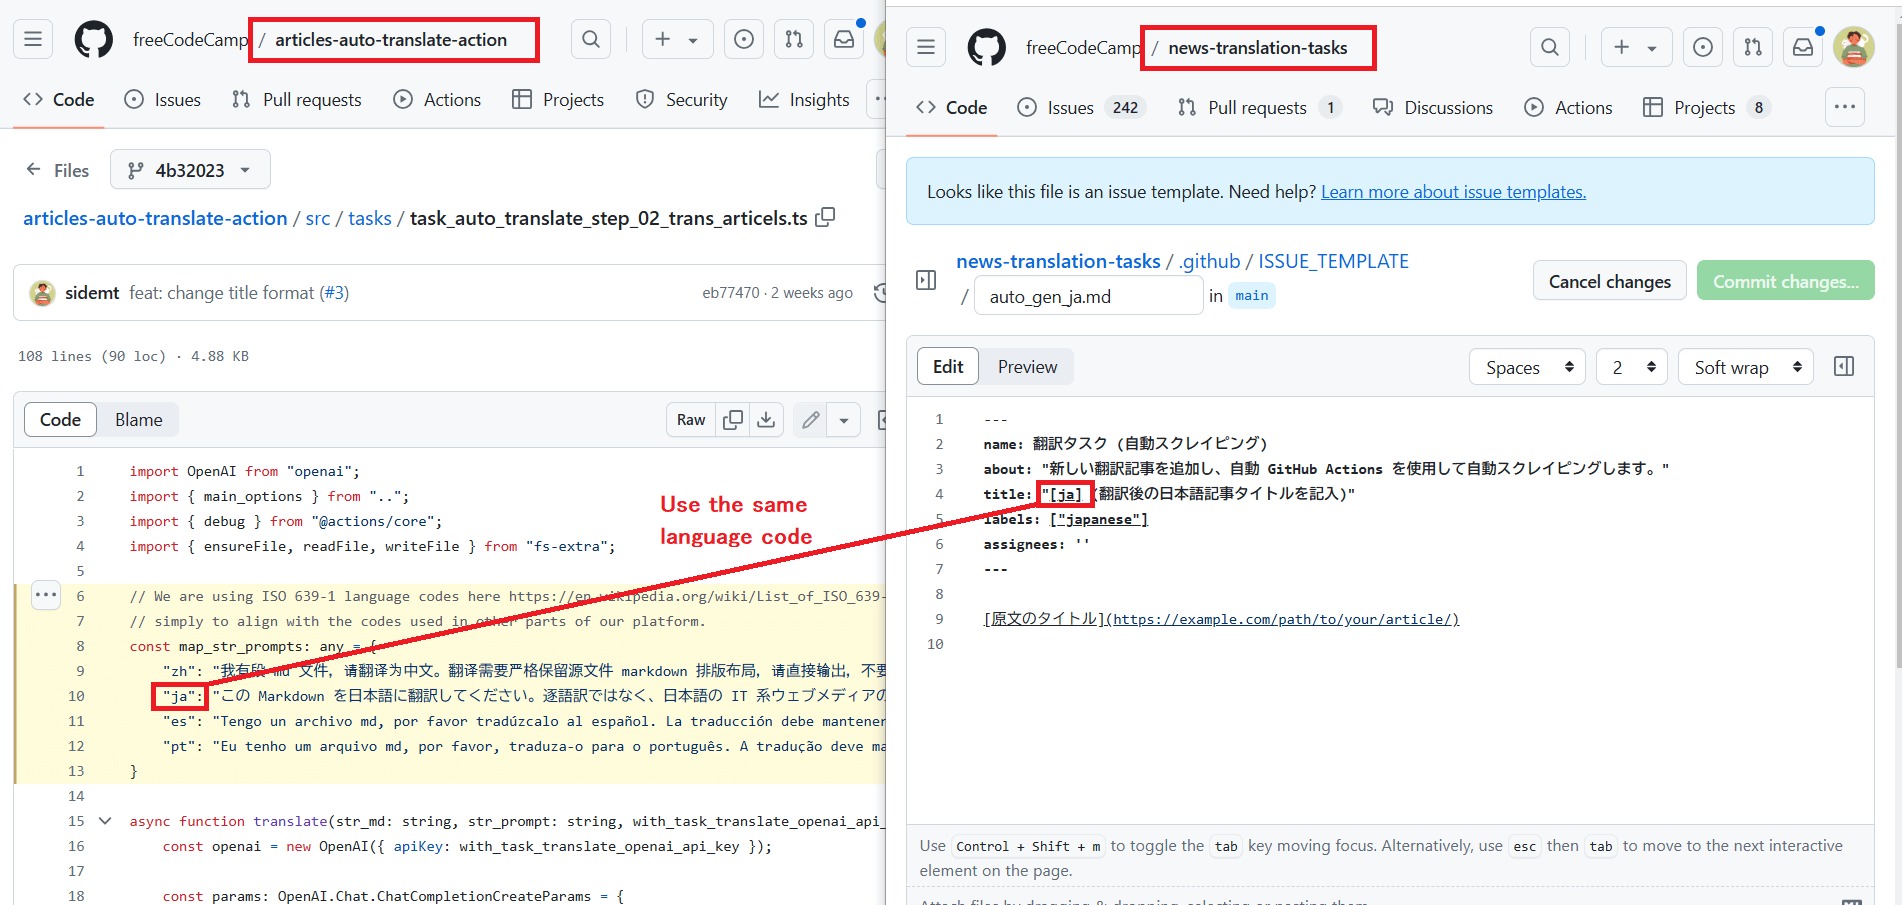 freeCodeCamp / articles-auto-translate-action
Code Issues Pull requests Actions Projects Security Insights
Files 4b32023
articles-auto-translate-action / src / tasks / task_auto_translate_step_02_trans_articels.ts
sidemt feat: change title format (#3) eb77470 · 2 weeks ago
108 lines (90 loc) · 4.88 KB
Code Blame Raw
1 import OpenAI from "openai";
2 import { main_options } from "..";
3 import { debug } from "@actions/core";
4 import { ensureFile, readFile, writeFile } from "fs-extra";
5
6 // We are using ISO 639-1 language codes here https://en.wikipedia.org/wiki/List_of_ISO_639-
7 // simply to align with the codes used in other parts of our platform.
8 const map_str_prompts: any = {
9 "zh": "我有段 md 文件，请翻译为中文。翻译需要严格保留源文件 markdown 排版布局，请直接输出，不要
10 "ja": "この Markdown を日本語に翻訳してください。逐語訳ではなく、日本語の IT 系ウェブメディアの
11 "es": "Tengo un archivo md, por favor tradúzcalo al español. La traducción debe mantener
12 "pt": "Eu tenho um arquivo md, por favor, traduza-o para o português. A tradução deve ma
13 }
14
15 async function translate(str_md: string, str_prompt: string, with_task_translate_openai_api_
16 const openai = new OpenAI({ apiKey: with_task_translate_openai_api_key });
17
18 const params: OpenAI.Chat.ChatCompletionCreateParams = {
Use the same
language code
freeCodeCamp / news-translation-tasks
Code Issues 242 Pull requests 1 Discussions Actions Projects 8
Looks like this file is an issue template. Need help? Learn more about issue templates.
news-translation-tasks / .github / ISSUE_TEMPLATE
/ auto_gen_ja.md in main
Cancel changes Commit changes...
Edit Preview Spaces 2 Soft wrap
1 ---
2 name: 翻訳タスク (自動スクレイピング)
3 about: "新しい翻訳記事を追加し、自動 GitHub Actions を使用して自動スクレイピングします。"
4 title: "[ja] (翻訳後の日本語記事タイトルを記入)"
5 labels: ["japanese"]
6 assignees: ''
7 ---
8
9 [原文のタイトル](https://example.com/path/to/your/article/)
10
Use Control + Shift + m to toggle the tab key moving focus. Alternatively, use esc then tab to move to the next interactive
element on the page.